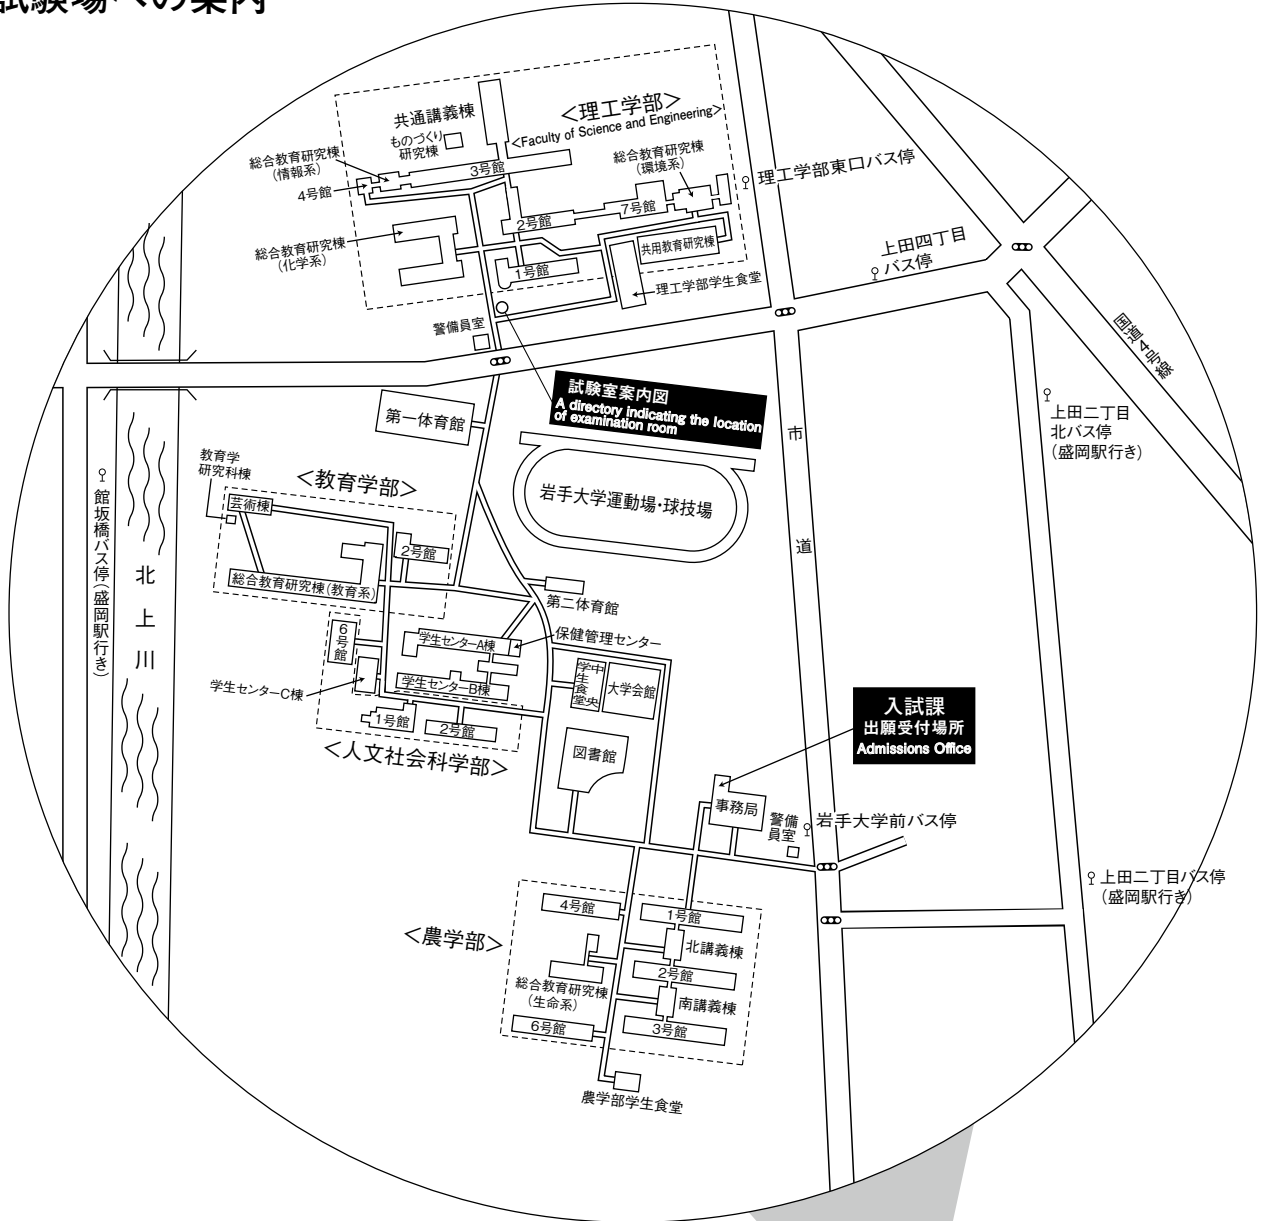 試験場への案内
<理工学部>
<Faculty of Science and Engineering>
共通講義棟
ものづくり
研究棟
総合教育研究棟
(情報系)
3号館
4号館
総合教育研究棟
(環境系)
7号館
2号館
総合教育研究棟
(化学系)
共用教育研究棟
1号館
理工学部学生食堂
警備員室
理工学部東口バス停
上田四丁目
バス停
国道4号線
試験室案内図
A directory indicating the location
of examination room
第一体育館
市道
上田二丁目
北バス停
(盛岡駅行き)
教育学
研究科棟
<教育学部>
芸術棟
2号館
総合教育研究棟(教育系)
岩手大学運動場・球技場
館坂橋バス停(盛岡駅行き)
北上川
第二体育館
保健管理センター
6号館
学生センターA棟
学生センターB棟
学生センターC棟
1号館
2号館
<人文社会科学部>
中央
学生食堂
大学会館
図書館
入試課
出願受付場所
Admissions Office
事務局
警備
員室
岩手大学前バス停
上田二丁目バス停
(盛岡駅行き)
<農学部>
4号館
1号館
北講義棟
2号館
総合教育研究棟
(生命系)
南講義棟
6号館
3号館
農学部学生食堂